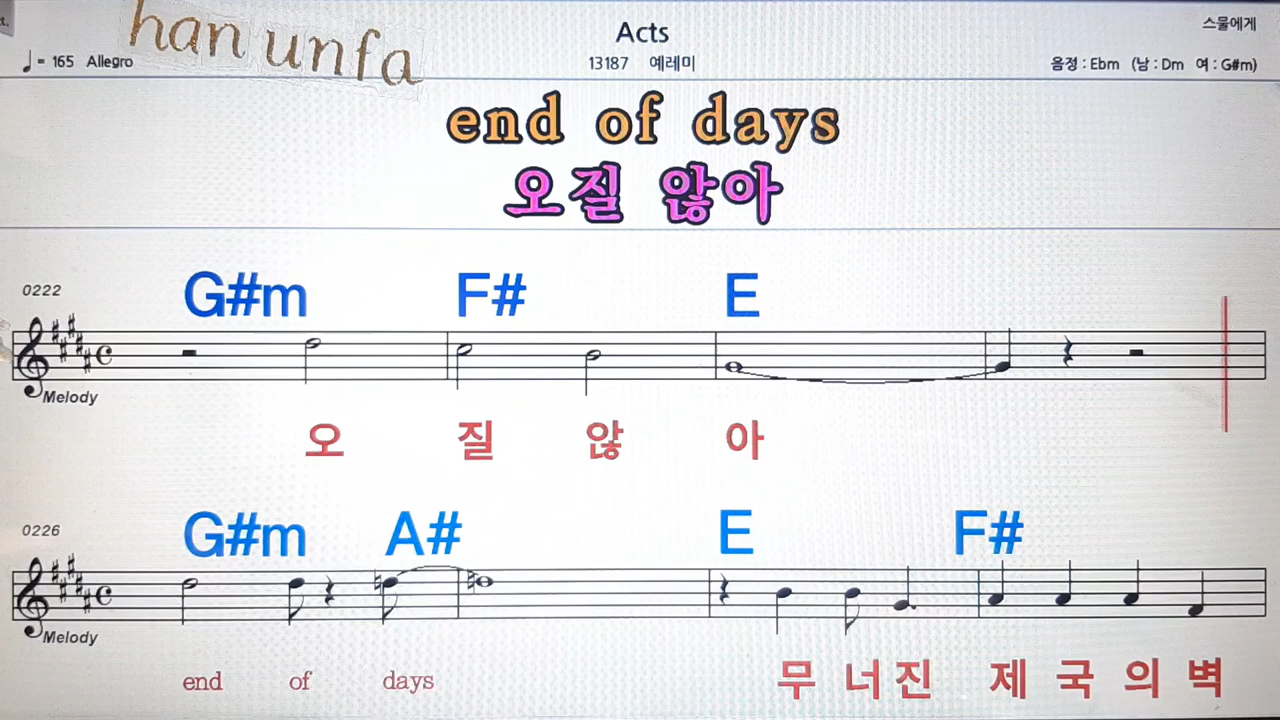 han unfa
Acts
스물에게
♩= 165 Allegro
13187 예레미
음정 : Ebm (남 : Dm 여 : G#m)
end of days
오질 않아
0222
G#m F# E
Melody
오 질 않 아
0226
G#m A# E F#
Melody
end of days 무 너 진 제 국 의 벽